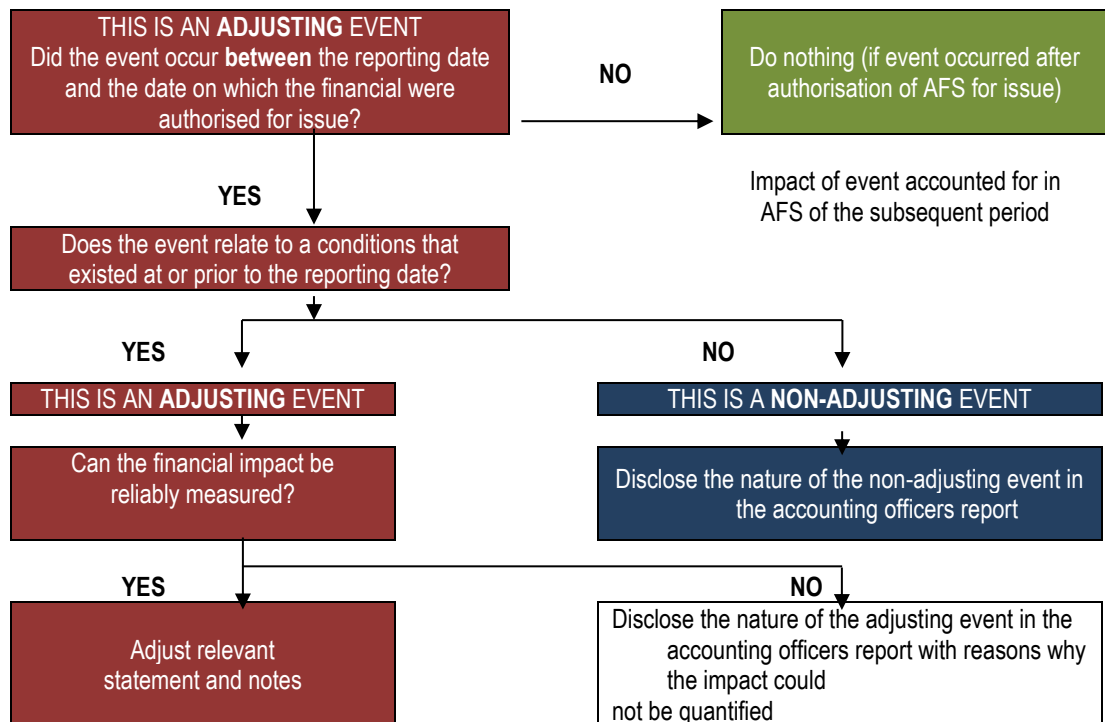 THIS IS AN ADJUSTING EVENT
Did the event occur between the reporting date
and the date on which the financial were
authorised for issue?
NO
Do nothing (if event occurred after
authorisation of AFS for issue)
Impact of event accounted for in
AFS of the subsequent period
YES
Does the event relate to a conditions that
existed at or prior to the reporting date?
YES
NO
THIS IS AN ADJUSTING EVENT
THIS IS A NON-ADJUSTING EVENT
Can the financial impact be
reliably measured?
Disclose the nature of the non-adjusting event in
the accounting officers report
YES
NO
Adjust relevant
statement and notes
Disclose the nature of the adjusting event in the
accounting officers report with reasons why
the impact could
not be quantified